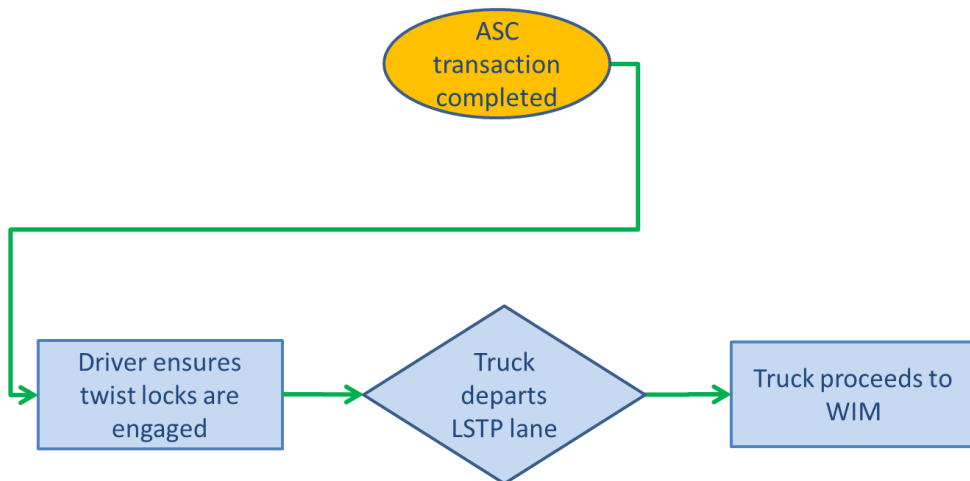 ASC
transaction
completed
Driver ensures
twist locks are
engaged
Truck
departs
LSTP lane
Truck proceeds to
WIM